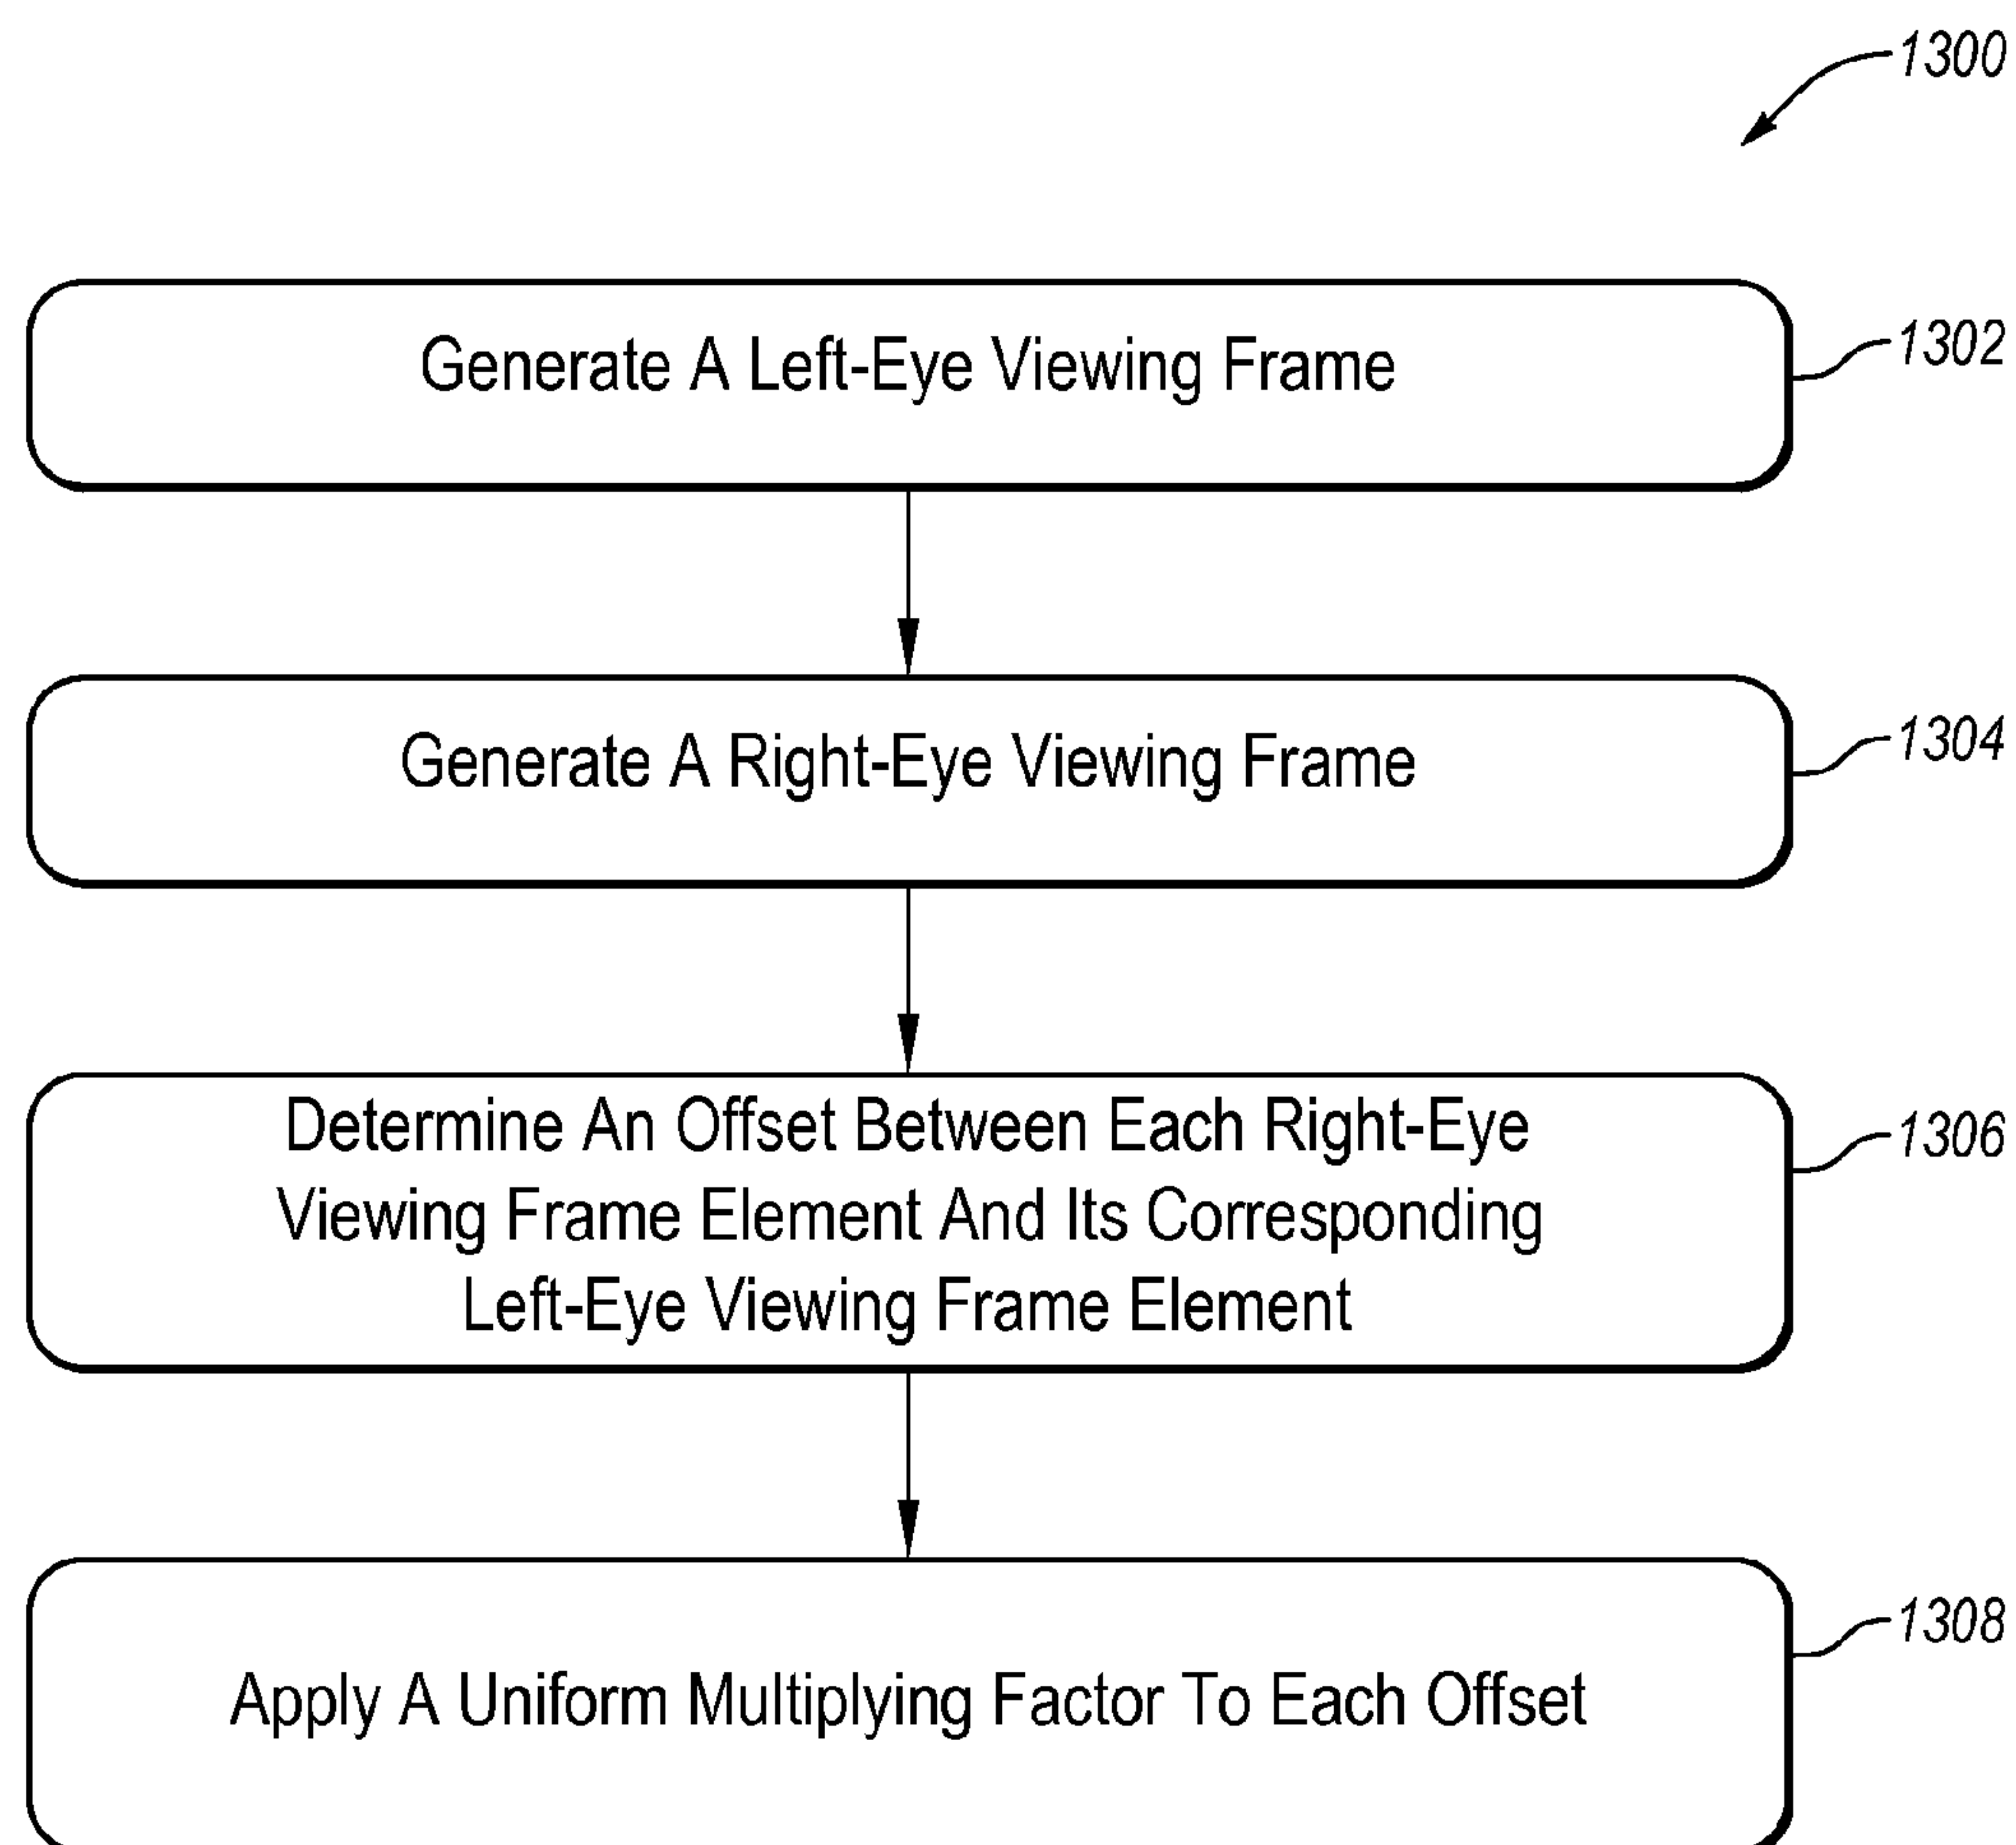 1300
Generate A Left-Eye Viewing Frame
1302
Generate A Right-Eye Viewing Frame
1304
Determine An Offset Between Each Right-Eye
Viewing Frame Element And Its Corresponding
Left-Eye Viewing Frame Element
1306
Apply A Uniform Multiplying Factor To Each Offset
1308